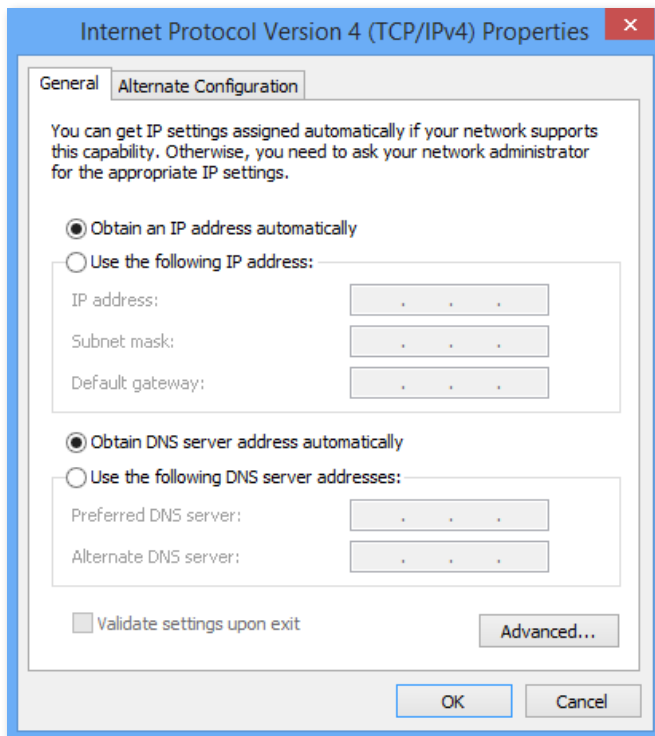 Internet Protocol Version 4 (TCP/IPv4) Properties
General
Alternate Configuration
You can get IP settings assigned automatically if your network supports
this capability. Otherwise, you need to ask your network administrator
for the appropriate IP settings.
Obtain an IP address automatically
Use the following IP address:
IP address:
Subnet mask:
Default gateway:
Obtain DNS server address automatically
Use the following DNS server addresses:
Preferred DNS server:
Alternate DNS server:
Validate settings upon exit
Advanced...
OK
Cancel